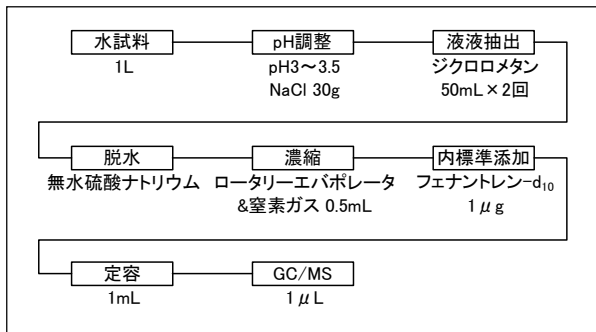 水試料 pH調整 液液抽出
1L pH3～3.5 ジクロロメタン
NaCl 30g 50mL×2回
脱水 濃縮 内標準添加
無水硫酸ナトリウム ロータリーエバポレータ フェナントレン-d₁₀
&窒素ガス 0.5mL 1μg
定容 GC/MS
1mL 1μL